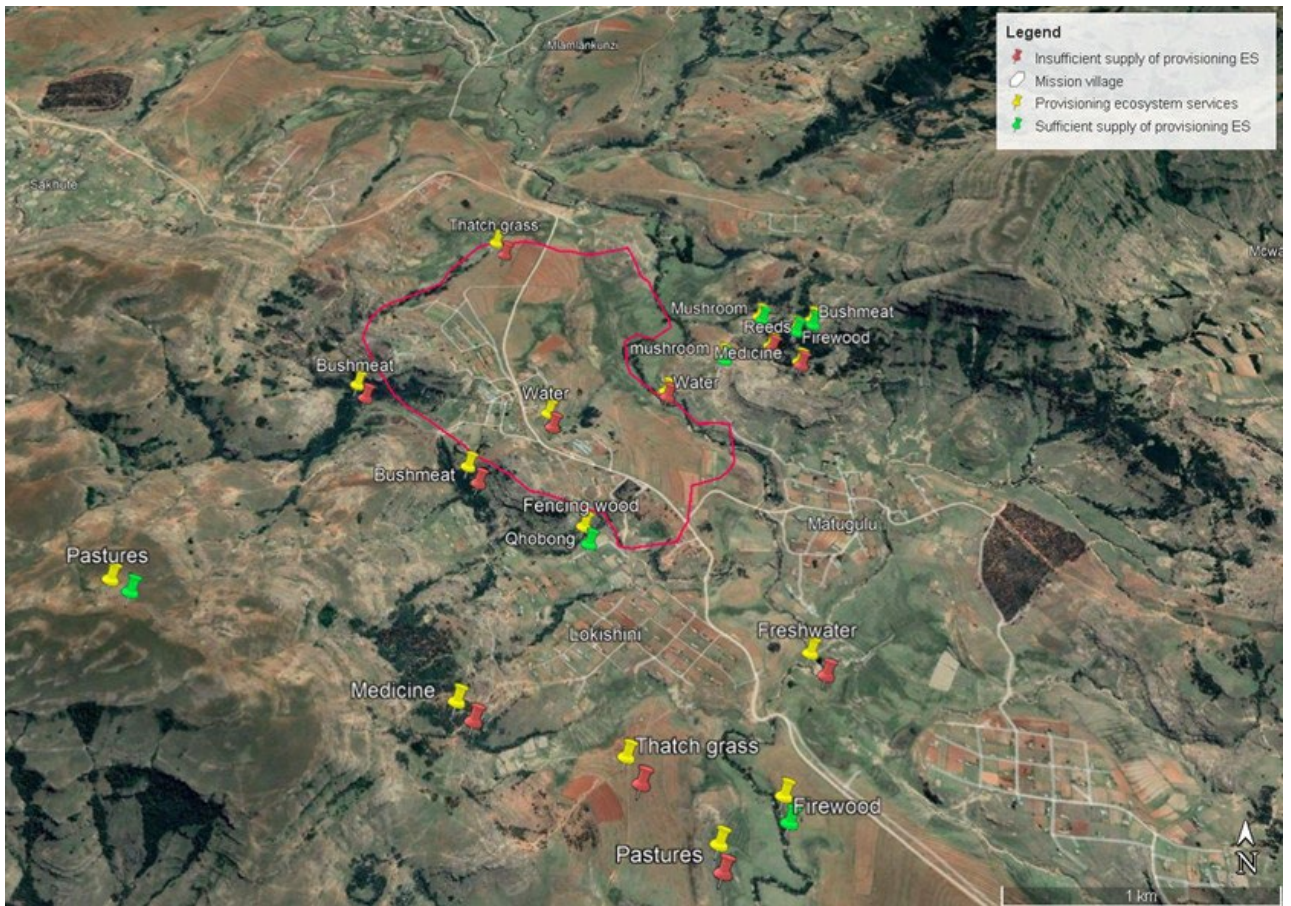 Legend
Insufficient supply of provisioning ES
Mission village
Provisioning ecosystem services
Sufficient supply of provisioning ES
Mlamlankunzi
Sakhule
Thatch grass
Mcwa
Mushroom
Bushmeat
Reeds
Firewood
mushroom
Medicine
Bushmeat
Water
Water
Bushmeat
Fencing wood
Qhobong
Matugulu
Pastures
Lokishini
Freshwater
Medicine
Thatch grass
Firewood
Pastures
N
1 km